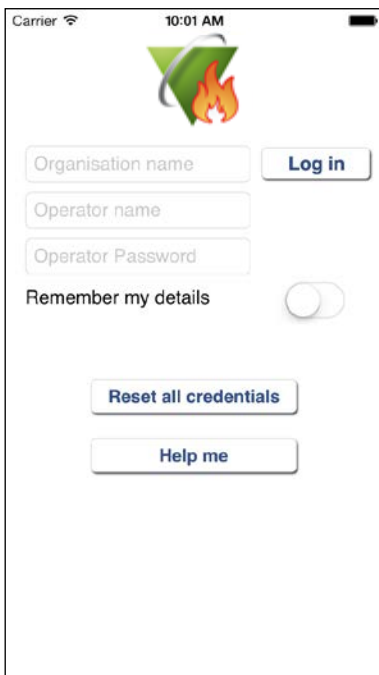 Carrier 10:01 AM
Organisation name Log in
Operator name
Operator Password
Remember my details
Reset all credentials
Help me